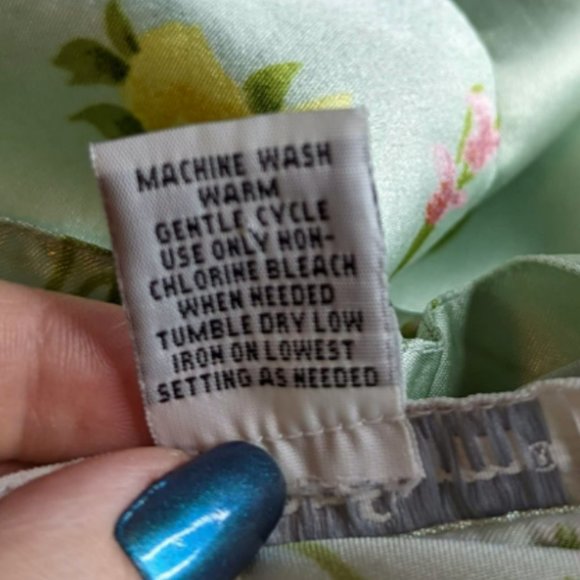 MACHINE WASH
WARM
GENTLE CYCLE
USE ONLY NON-
CHLORINE BLEACH
WHEN NEEDED
TUMBLE DRY LOW
IRON ON LOWEST
SETTING AS NEEDED